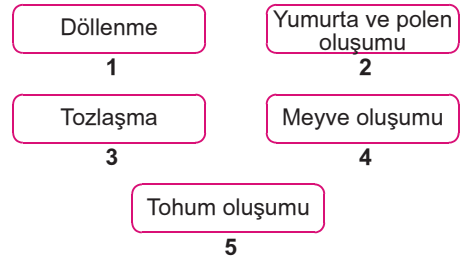 Döllenme
1
Yumurta ve polen
oluşumu
2
Tozlaşma
3
Meyve oluşumu
4
Tohum oluşumu
5